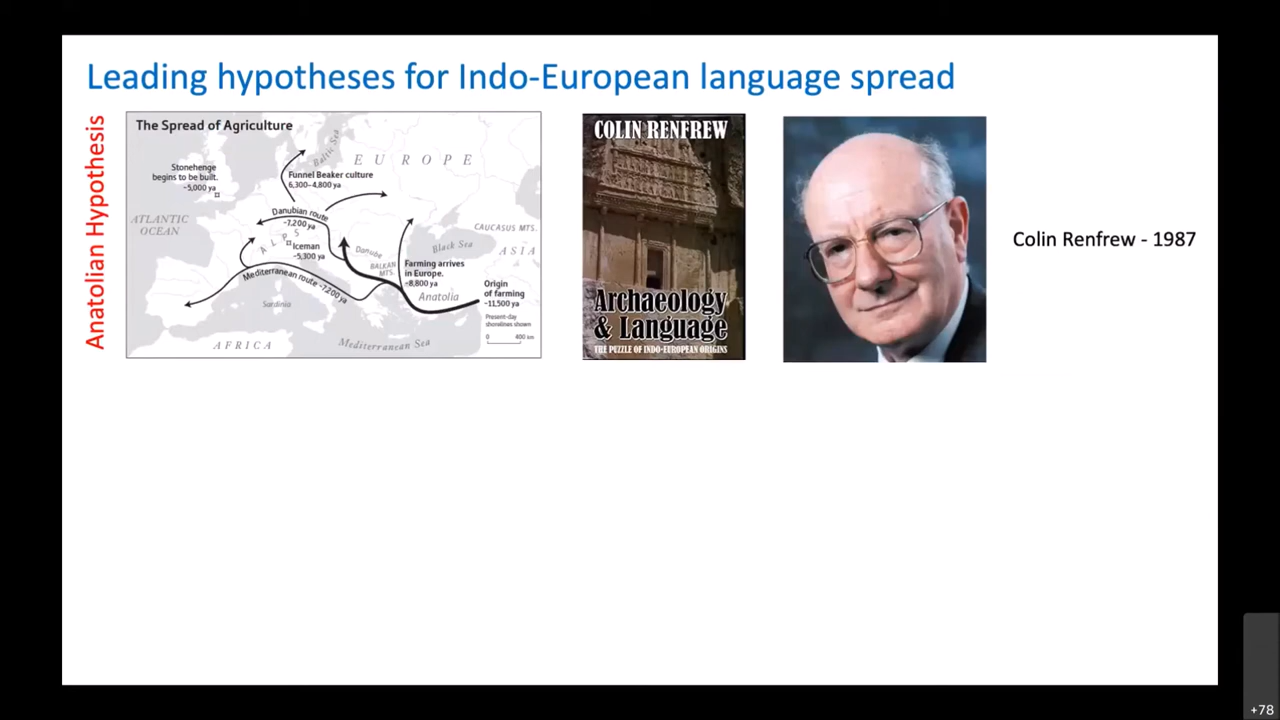 Leading hypotheses for Indo-European language spread
Anatolian Hypothesis
The Spread of Agriculture
Stonehenge
begins to be built.
~5,000 ya
Baltic Sea
EUROPE
Funnel Beaker culture
6,300–4,800 ya
ATLANTIC
OCEAN
Danubian route
~7,200 ya
ALPS
Iceman
~5,300 ya
Danube
BALKAN
MTS.
Black Sea
CAUCASUS MTS.
ASIA
Mediterranean route ~7,200 ya
Farming arrives
in Europe.
~8,800 ya
Anatolia
Origin
of farming
~11,500 ya
Sardinia
Present-day
shorelines shown
0 400 km
AFRICA
Mediterranean Sea
COLIN RENFREW
Archaeology
& Language
THE PUZZLE OF INDO-EUROPEAN ORIGINS
Colin Renfrew - 1987
+78